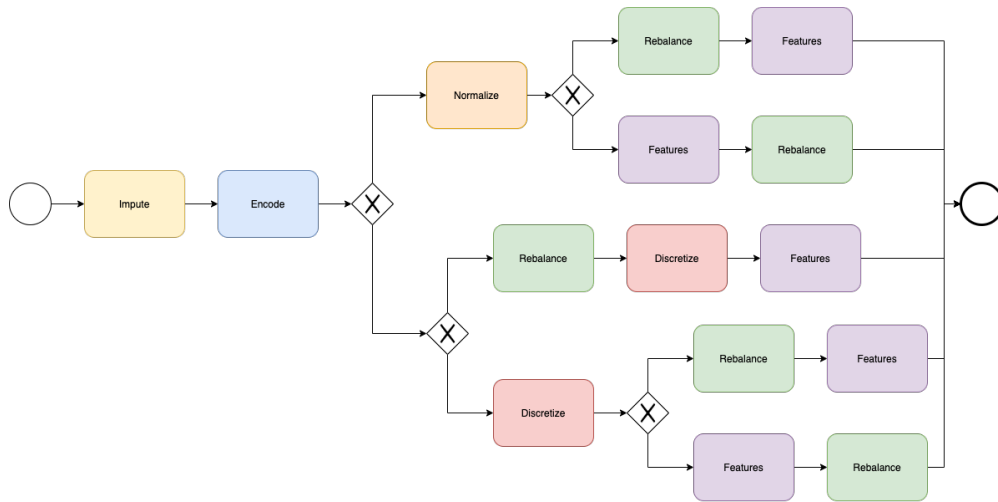 Rebalance
Features
Normalize
Features
Rebalance
Impute
Encode
Rebalance
Discretize
Features
Rebalance
Features
Discretize
Features
Rebalance